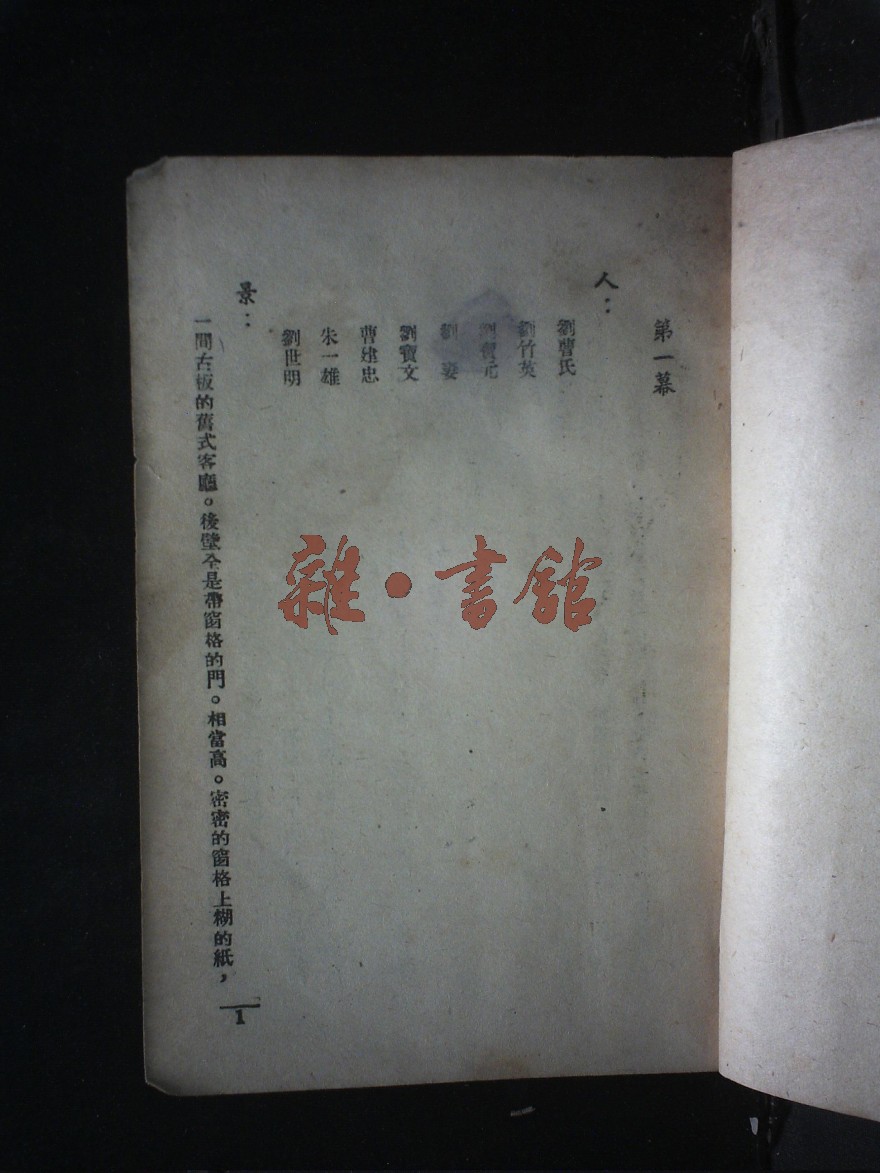 第一幕
人：
劉曹氏
劉竹英
劉寶元
劉　妻
劉寶文
曹建忠
朱一雄
劉世明
景：
一間古板的舊式客廳。後壁全是帶窗格的門。相當高。密密的窗格上糊的紙，
1
雜·書館